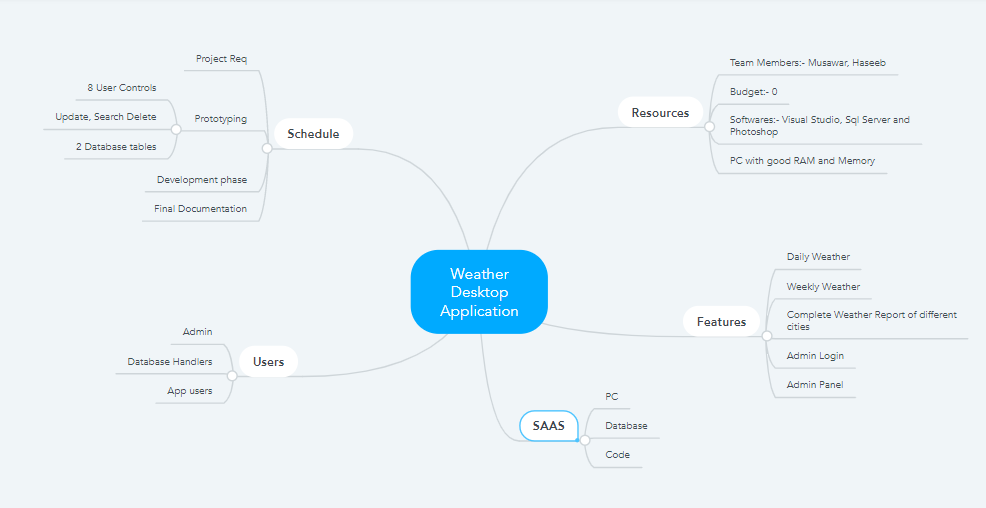 Project Req
8 User Controls
Update, Search Delete
2 Database tables
Prototyping
Schedule
Development phase
Final Documentation
Team Members:- Musawar, Haseeb
Budget:- 0
Resources
Softwares:- Visual Studio, Sql Server and
Photoshop
PC with good RAM and Memory
Weather
Desktop
Application
Daily Weather
Weekly Weather
Features
Complete Weather Report of different
cities
Admin Login
Admin Panel
Admin
Database Handlers
App users
Users
SAAS
PC
Database
Code